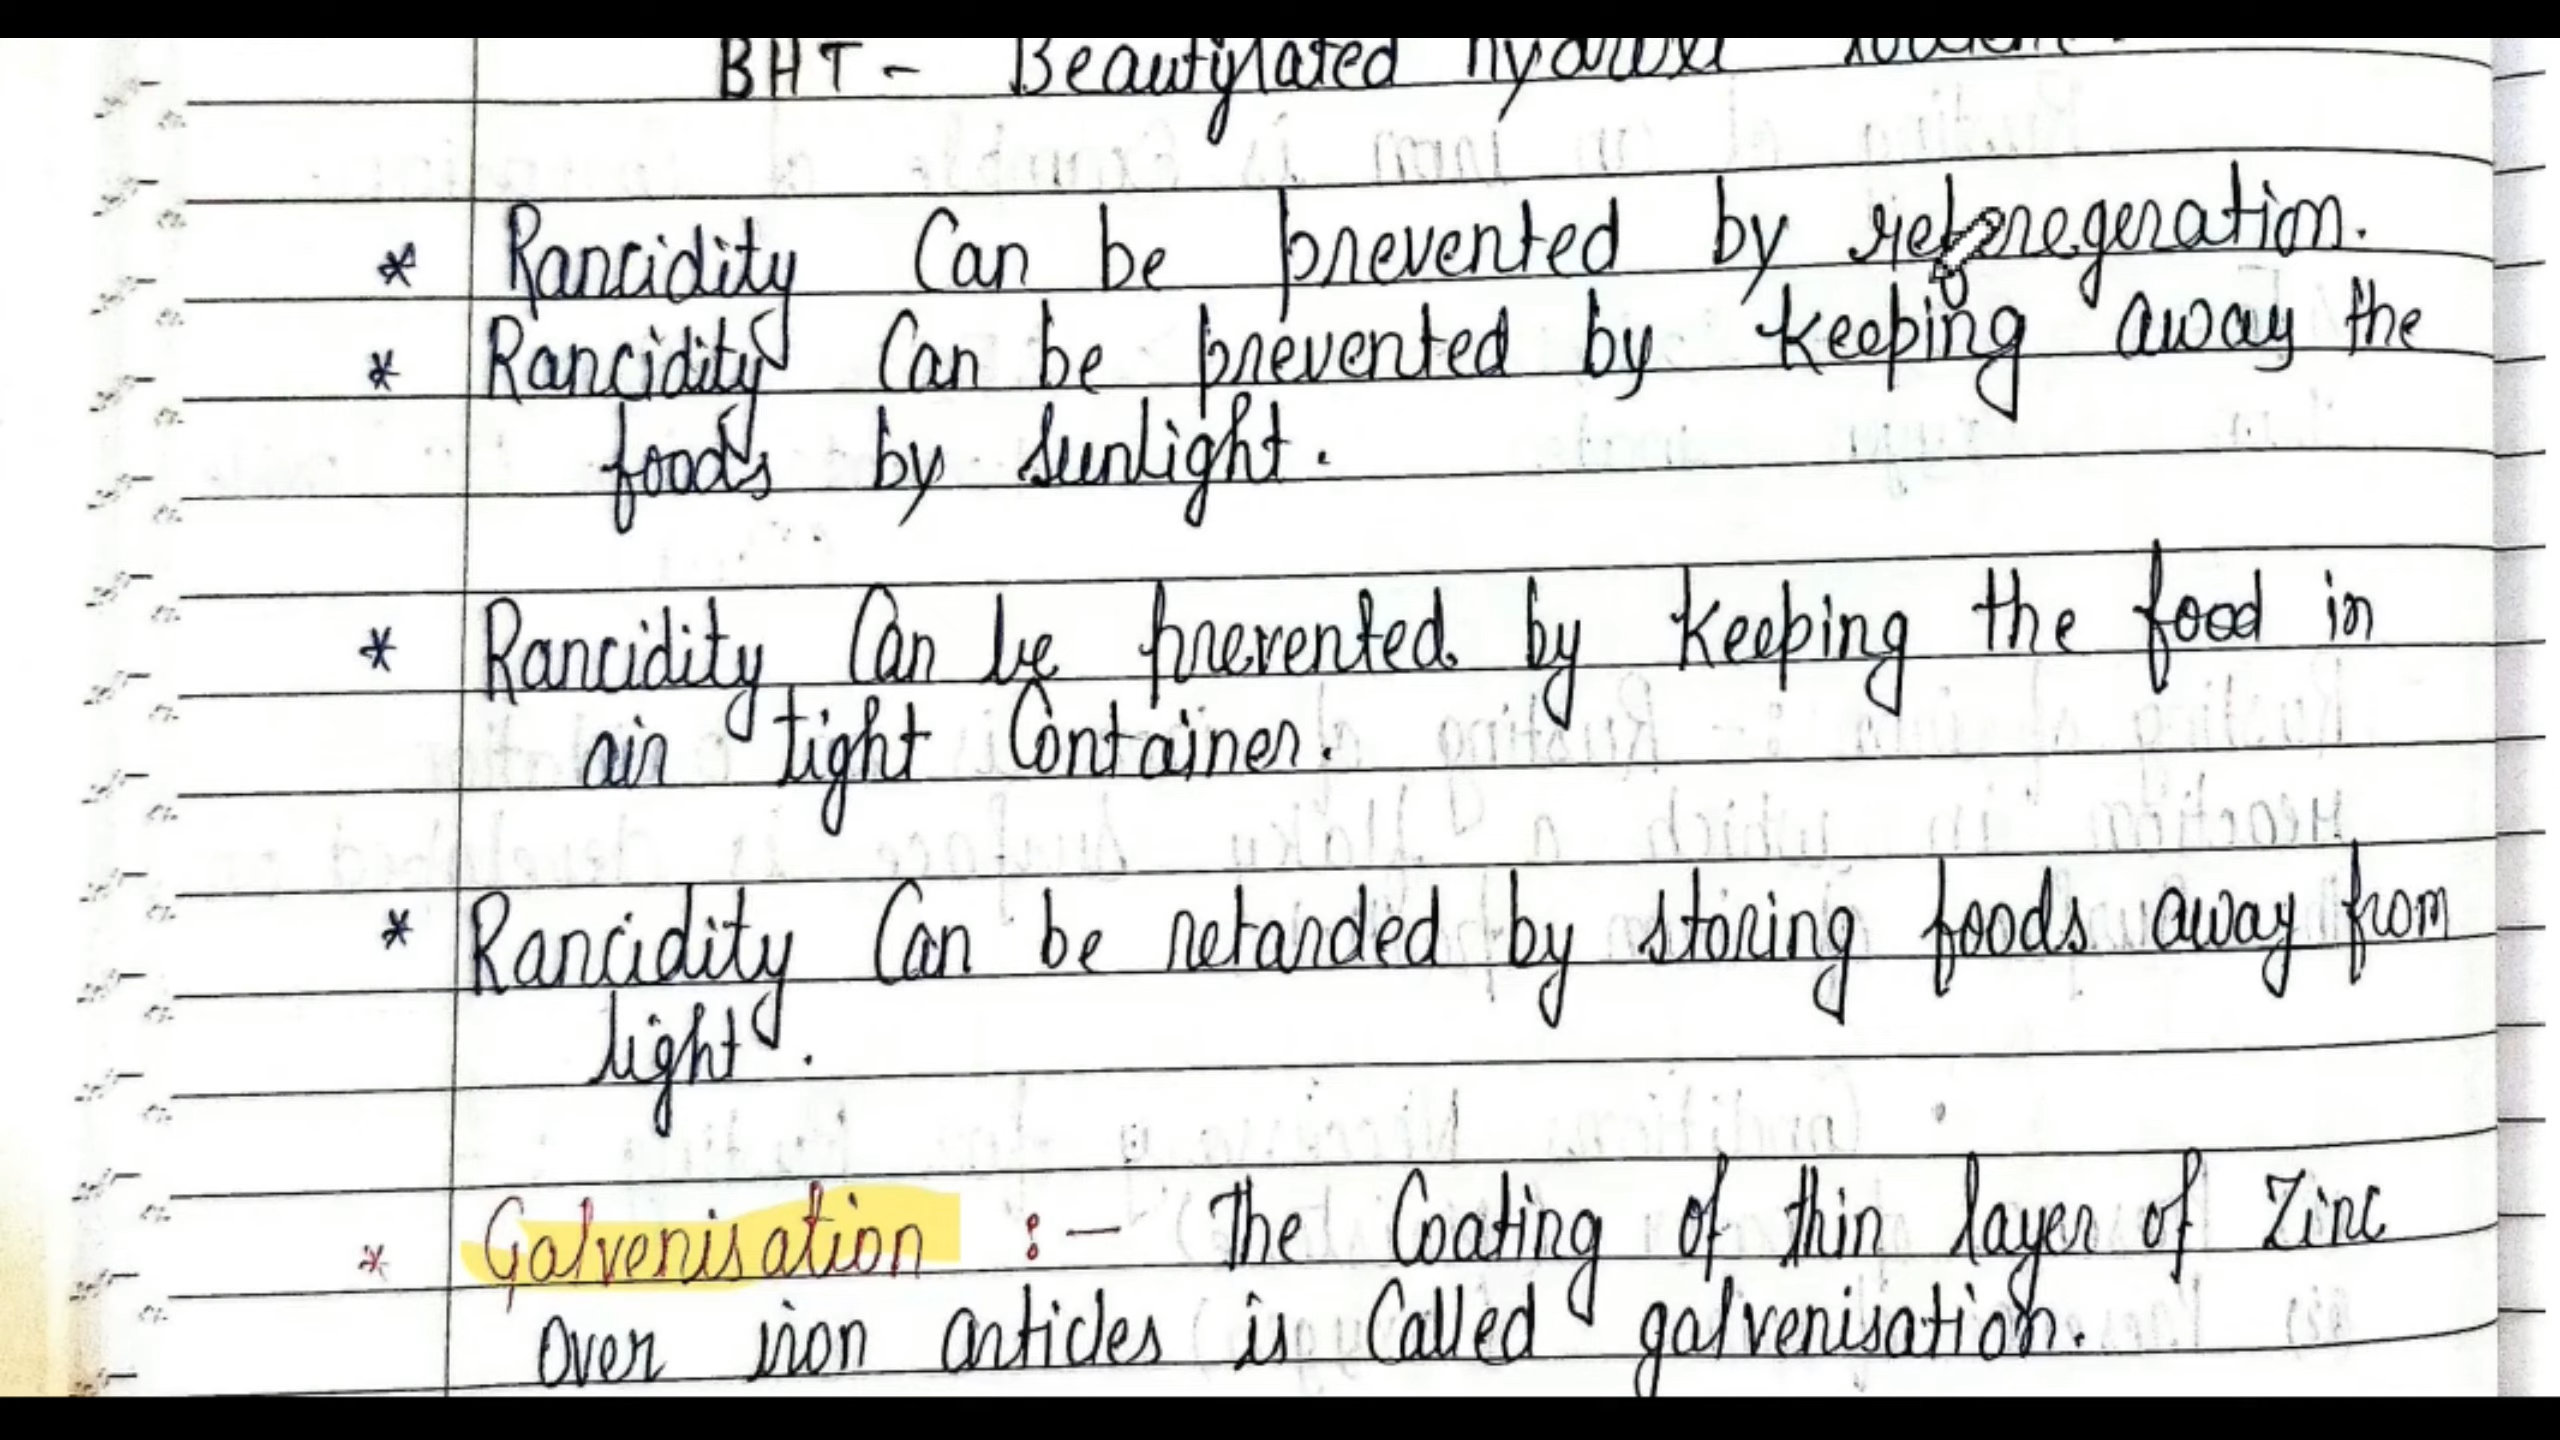 BHT - Beautylated hydroxl
* Rancidity Can be prevented by
* Rancidity Can be prevented by keeping away the
foods by sunlight.
* Rancidity Can be prevented by keeping the food in
air tight Container.
* Rancidity Can be retarded by storing foods away from
light.
* Galvenisation :- The Coating of thin layer of Zinc
over iron articles is Called galvenisation.